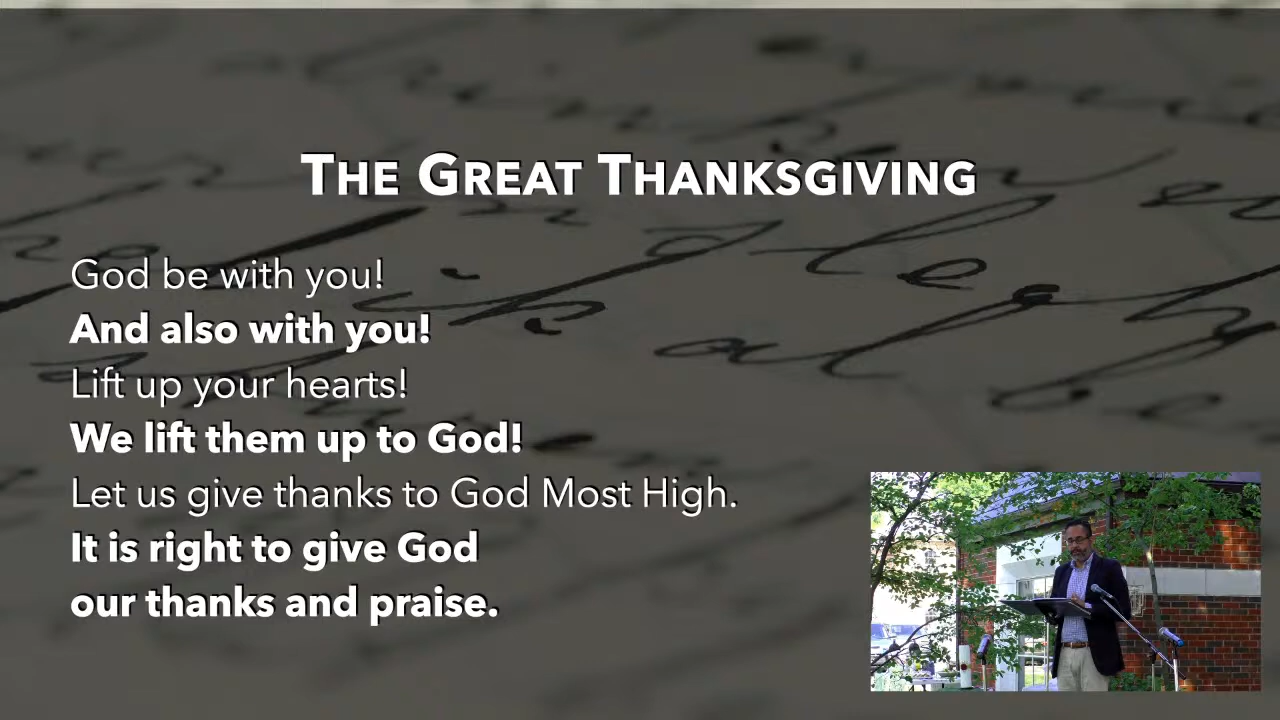 THE GREAT THANKSGIVING
God be with you!
And also with you!
Lift up your hearts!
We lift them up to God!
Let us give thanks to God Most High.
It is right to give God
our thanks and praise.